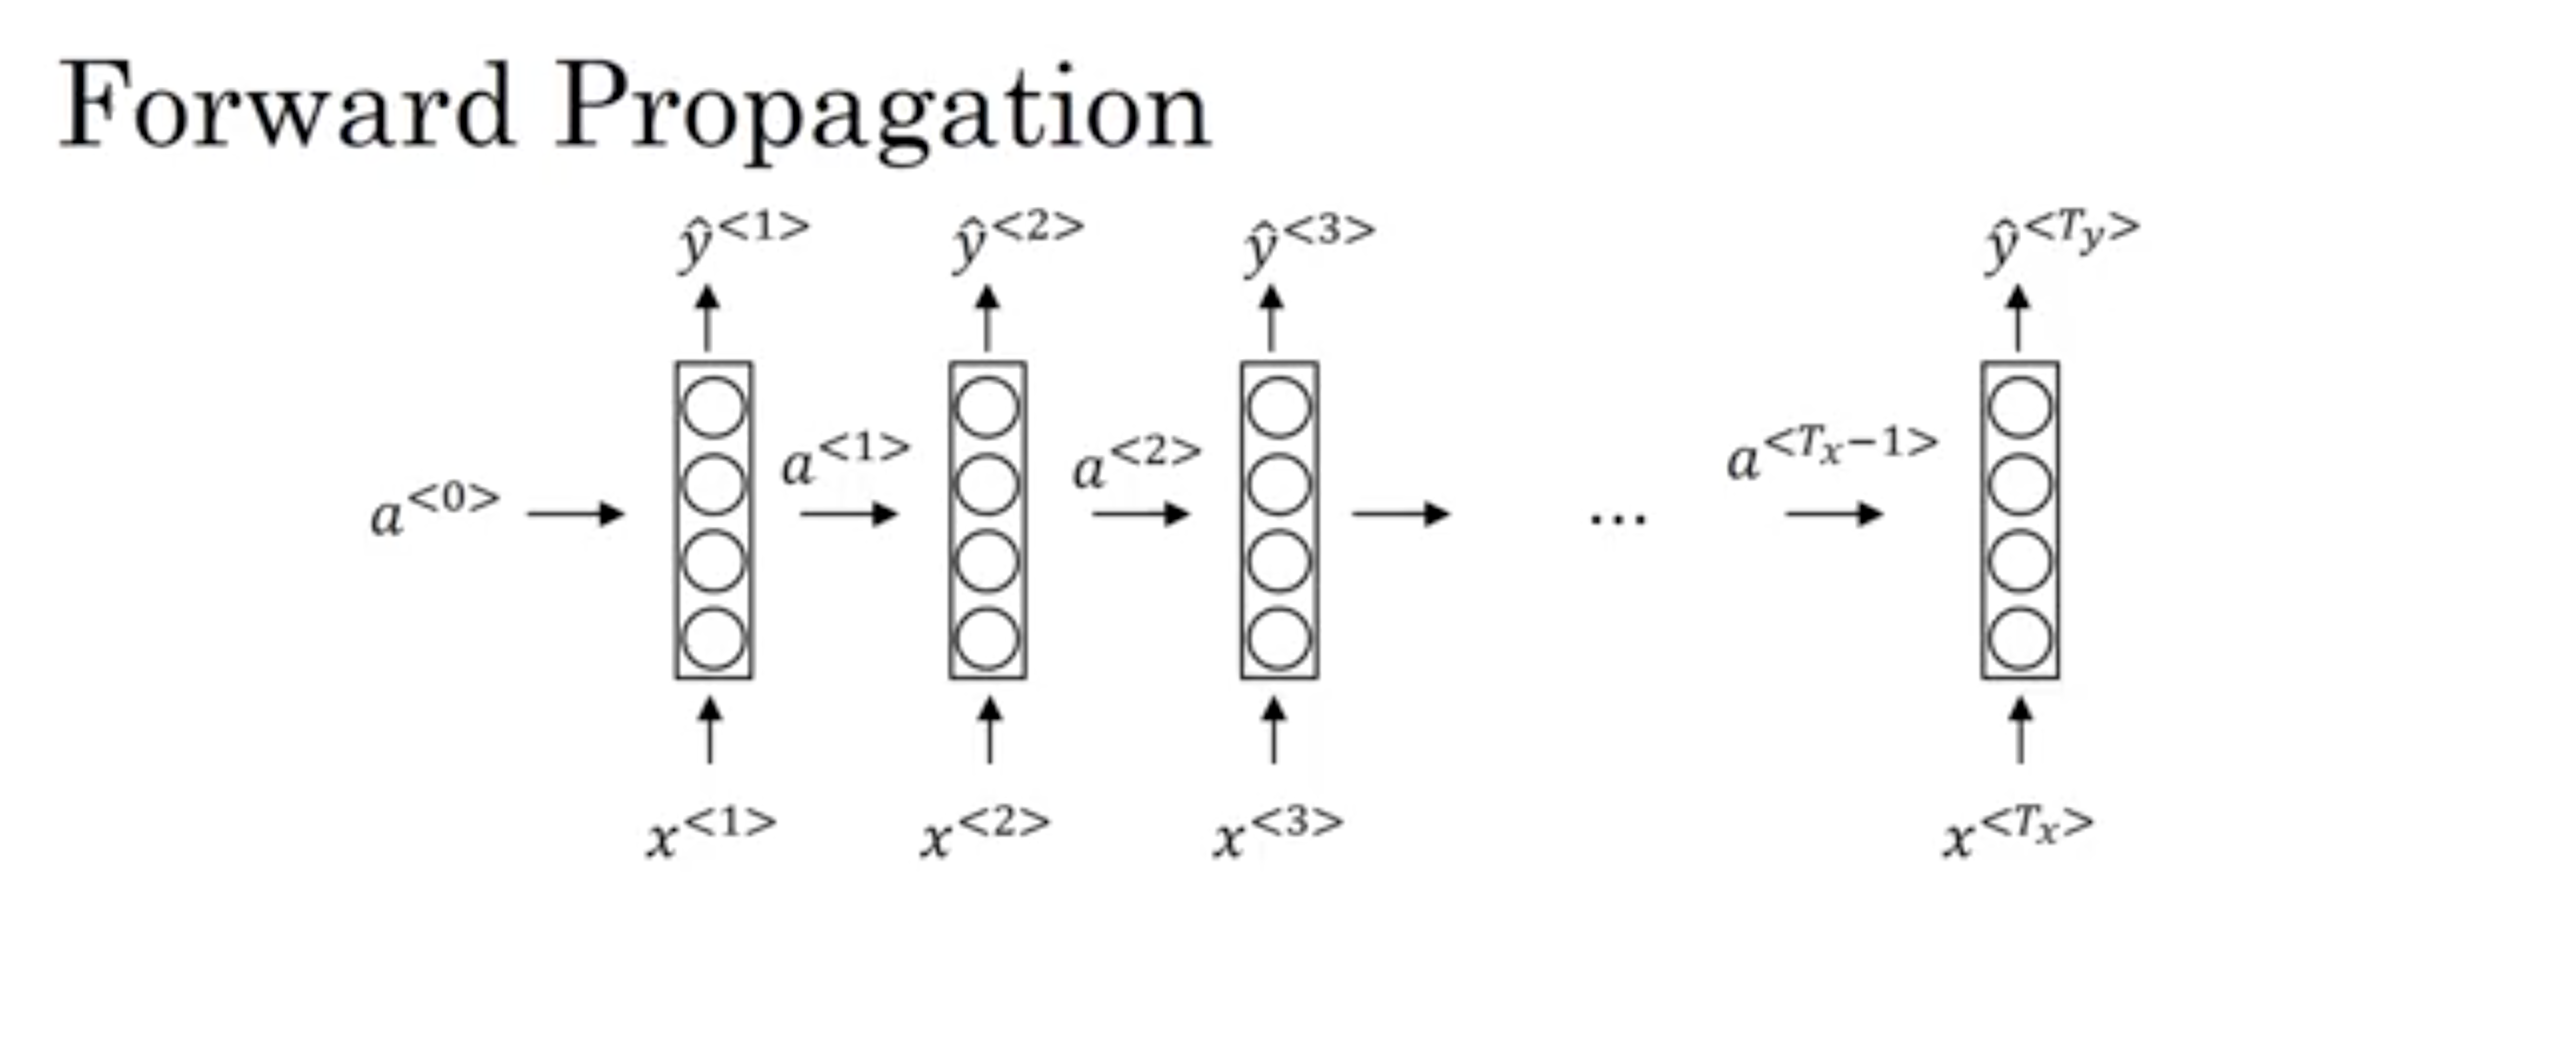 Forward Propagation
ŷ<1> ŷ<2> ŷ<3> ŷ<Ty>
a<0> a<1> a<2> ... a<Tx−1>
x<1> x<2> x<3> x<Tx>